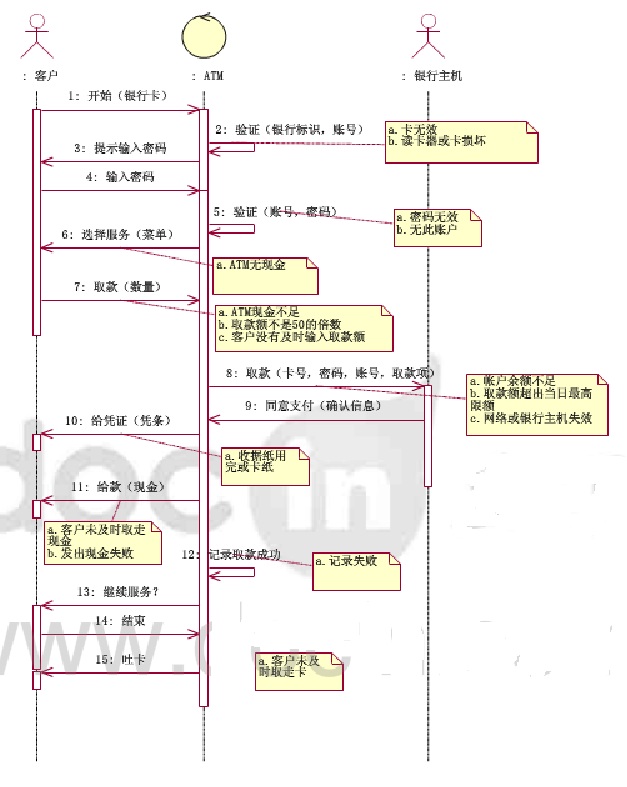 : 客户
: ATM
: 银行主机
1: 开始（银行卡）
2: 验证（银行标识，账号）
a.卡无效
b.读卡器或卡损坏
3: 提示输入密码
4: 输入密码
5: 验证（账号，密码）
a.密码无效
b.无此账户
6: 选择服务（菜单）
a.ATM无现金
7: 取款（数量）
a.ATM现金不足
b.取款额不是50的倍数
c.客户没有及时输入取款额
8: 取款（卡号，密码，账号，取款项）
a.帐户余额不足
b.取款额超出当日最高
限额
c.网络或银行主机失效
9: 同意支付（确认信息）
10: 给凭证（凭条）
a.收据纸用
完或卡纸
11: 给款（现金）
a.客户未及时取走
现金
b.发出现金失败
12: 记录取款成功
a.记录失败
13: 继续服务?
14: 结束
15: 吐卡
a.客户未及
时取走卡
doc in
www.doc